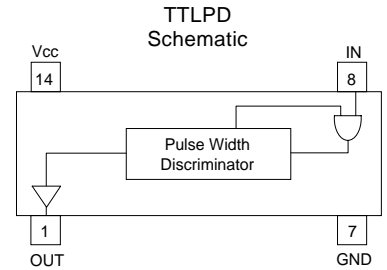 TTLPD
Schematic
Vcc
IN
14
8
Pulse Width
Discriminator
1
7
OUT
GND